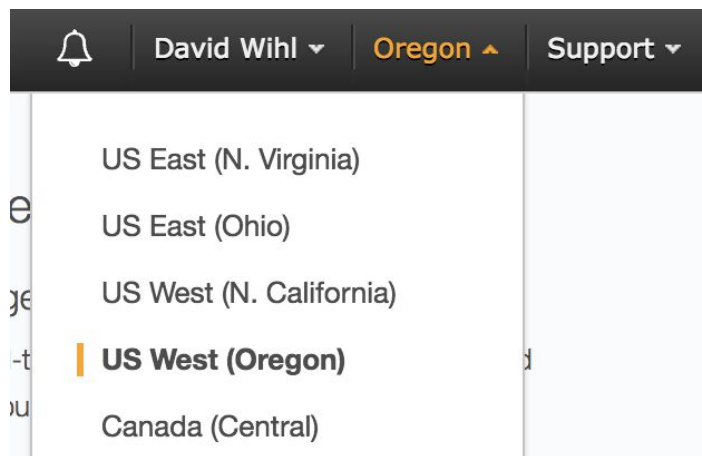 David Wihl Oregon Support
US East (N. Virginia)
US East (Ohio)
US West (N. California)
US West (Oregon)
Canada (Central)